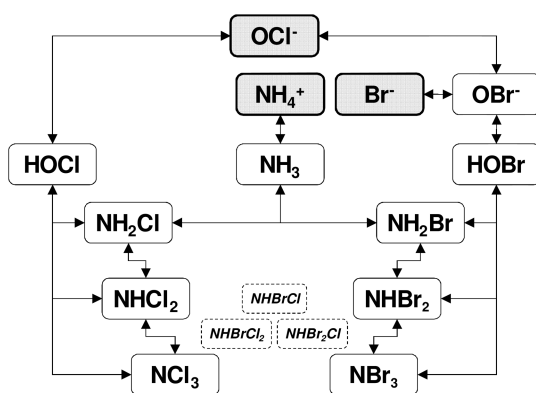 OCl⁻
NH₄⁺
Br⁻
OBr⁻
HOCl
NH₃
HOBr
NH₂Cl
NH₂Br
NHCl₂
NHBrCl
NHBr₂
NHBrCl₂
NHBr₂Cl
NCl₃
NBr₃